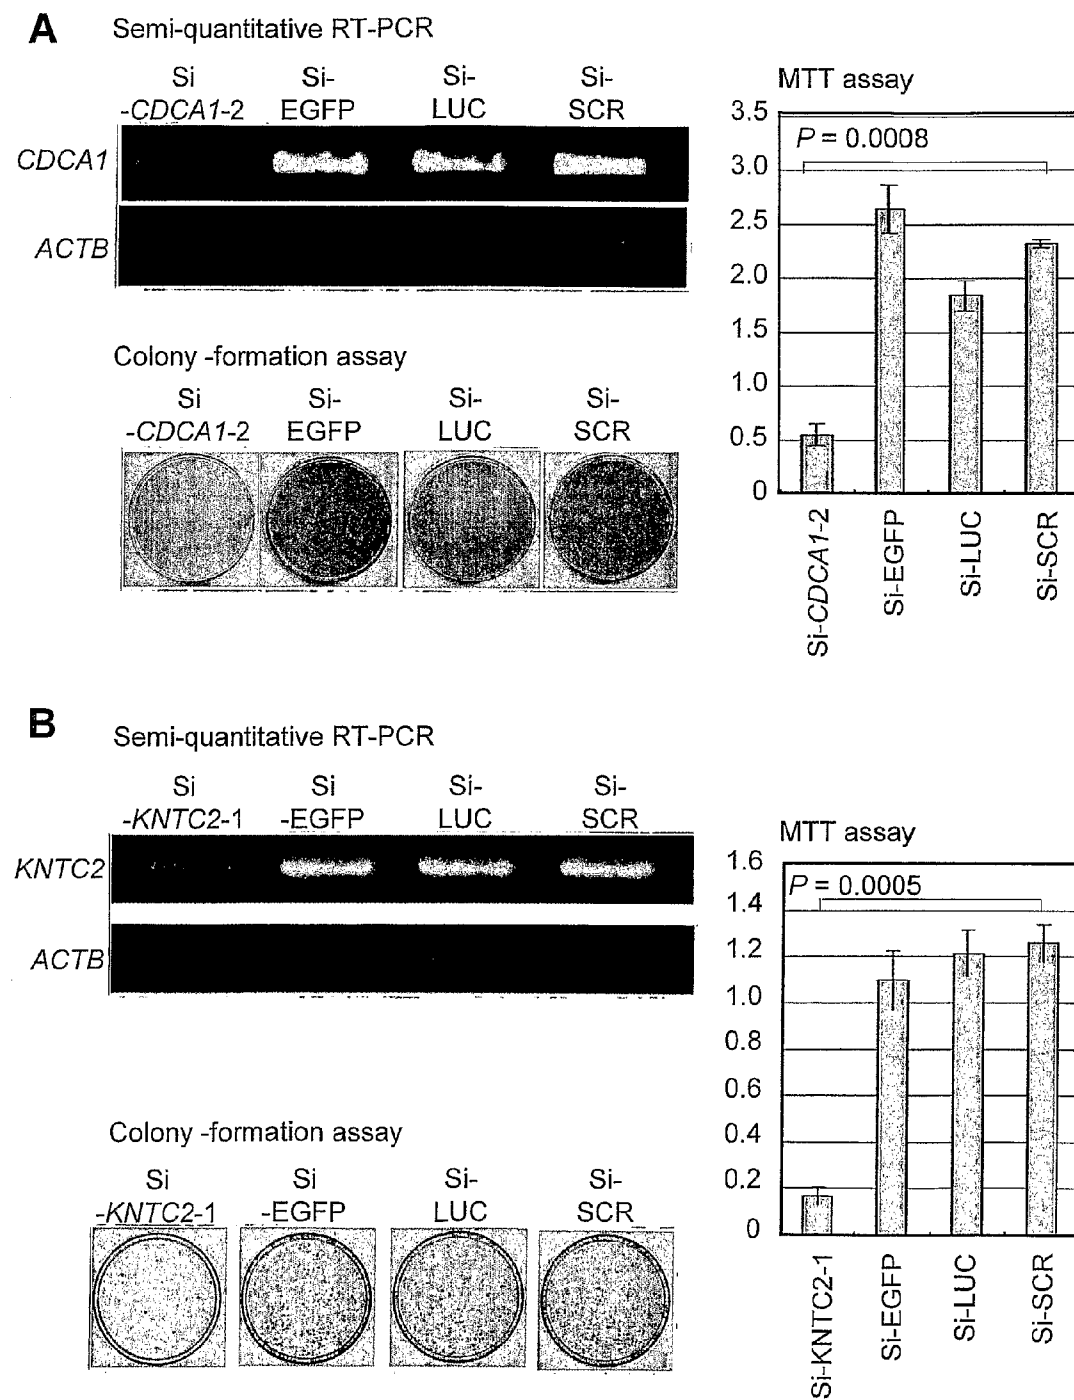 A
Semi-quantitative RT-PCR
Si
-CDCA1-2
Si-
EGFP
Si-
LUC
Si-
SCR
CDCA1
ACTB
Colony -formation assay
Si
-CDCA1-2
Si-
EGFP
Si-
LUC
Si-
SCR
MTT assay
3.5
P = 0.0008
3.0
2.5
2.0
1.5
1.0
0.5
0
Si-CDCA1-2
Si-EGFP
Si-LUC
Si-SCR
B
Semi-quantitative RT-PCR
Si
-KNTC2-1
Si
-EGFP
Si-
LUC
Si-
SCR
KNTC2
ACTB
Colony -formation assay
Si
-KNTC2-1
Si
-EGFP
Si-
LUC
Si-
SCR
MTT assay
1.6
P = 0.0005
1.4
1.2
1.0
0.8
0.6
0.4
0.2
0
Si-KNTC2-1
Si-EGFP
Si-LUC
Si-SCR